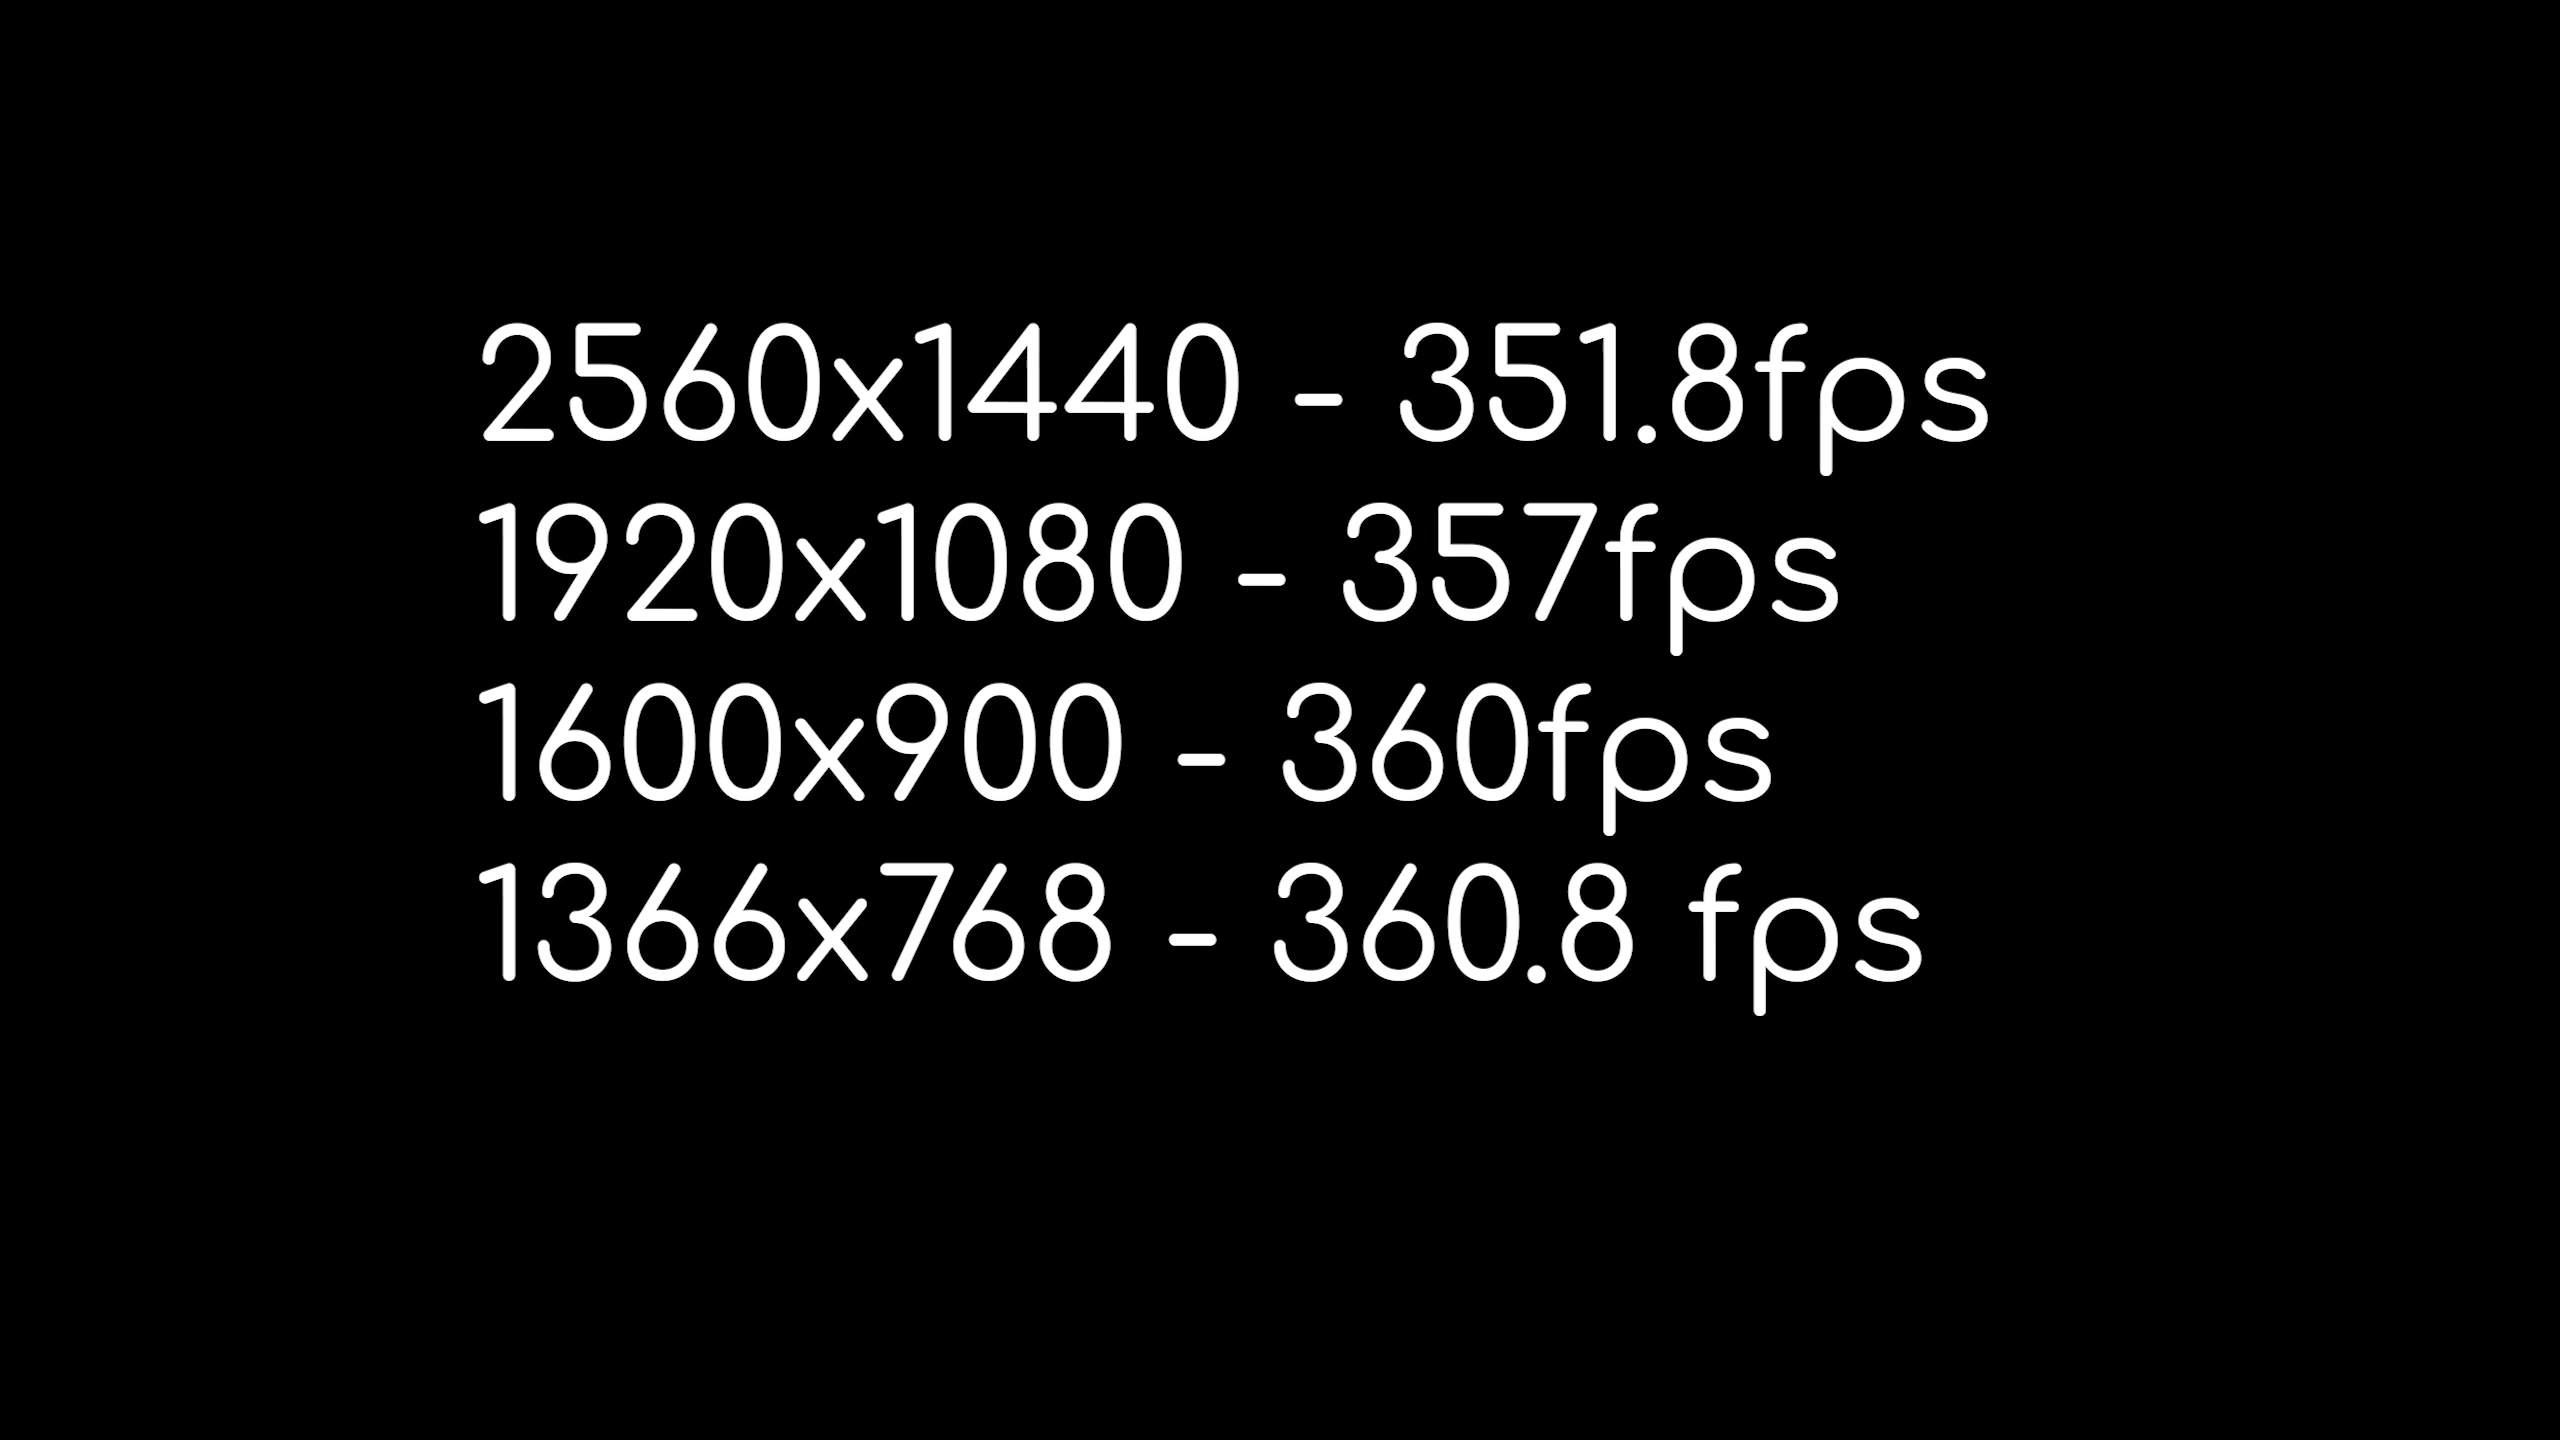 2560x1440 - 351.8fps
1920x1080 - 357fps
1600x900 - 360fps
1366x768 - 360.8 fps